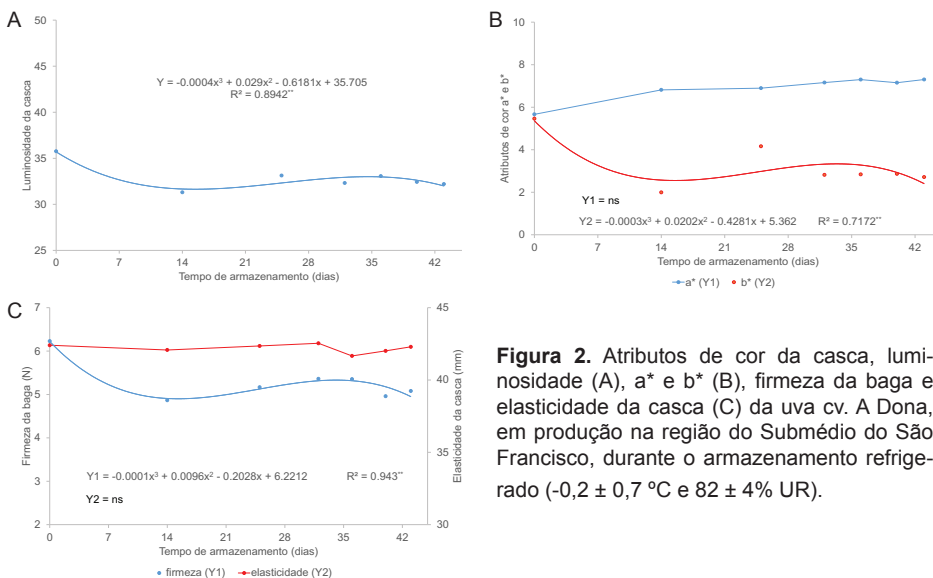 A
50
45
40
35
30
25
Luminosidade da casca
Y = -0.0004x³ + 0.029x² - 0.6181x + 35.705
R² = 0.8942**
0 7 14 21 28 35 42
Tempo de armazenamento (dias)
B
10
8
6
4
2
0
Atributos de cor a* e b*
Y1 = ns
Y2 = -0.0003x³ + 0.0202x² - 0.4281x + 5.362 R² = 0.7172**
0 7 14 21 28 35 42
Tempo de armazenamento (dias)
a* (Y1) b* (Y2)
C
7
6
5
4
3
2
Firmeza da baga (N)
45
40
35
30
Elasticidade da casca (mm)
Y1 = -0.0001x³ + 0.0096x² - 0.2028x + 6.2212 R² = 0.943**
Y2 = ns
0 7 14 21 28 35 42
Tempo de armazenamento (dias)
firmeza (Y1) elasticidade (Y2)
Figura 2. Atributos de cor da casca, lumi-
nosidade (A), a* e b* (B), firmeza da baga e
elasticidade da casca (C) da uva cv. A Dona,
em produção na região do Submédio do São
Francisco, durante o armazenamento refrige-
rado (-0,2 ± 0,7 ºC e 82 ± 4% UR).